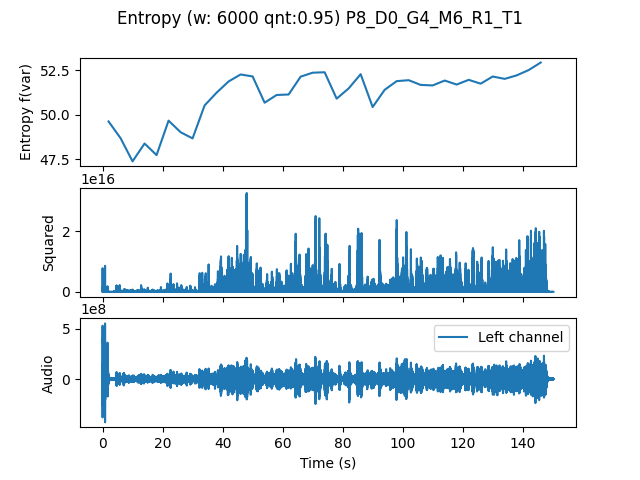 Entropy (w: 6000 qnt:0.95) P8_D0_G4_M6_R1_T1
52.5
50.0
47.5
Entropy f(var)
1e16
2
0
Squared
1e8
5
0
Audio
Left channel
0 20 40 60 80 100 120 140
Time (s)